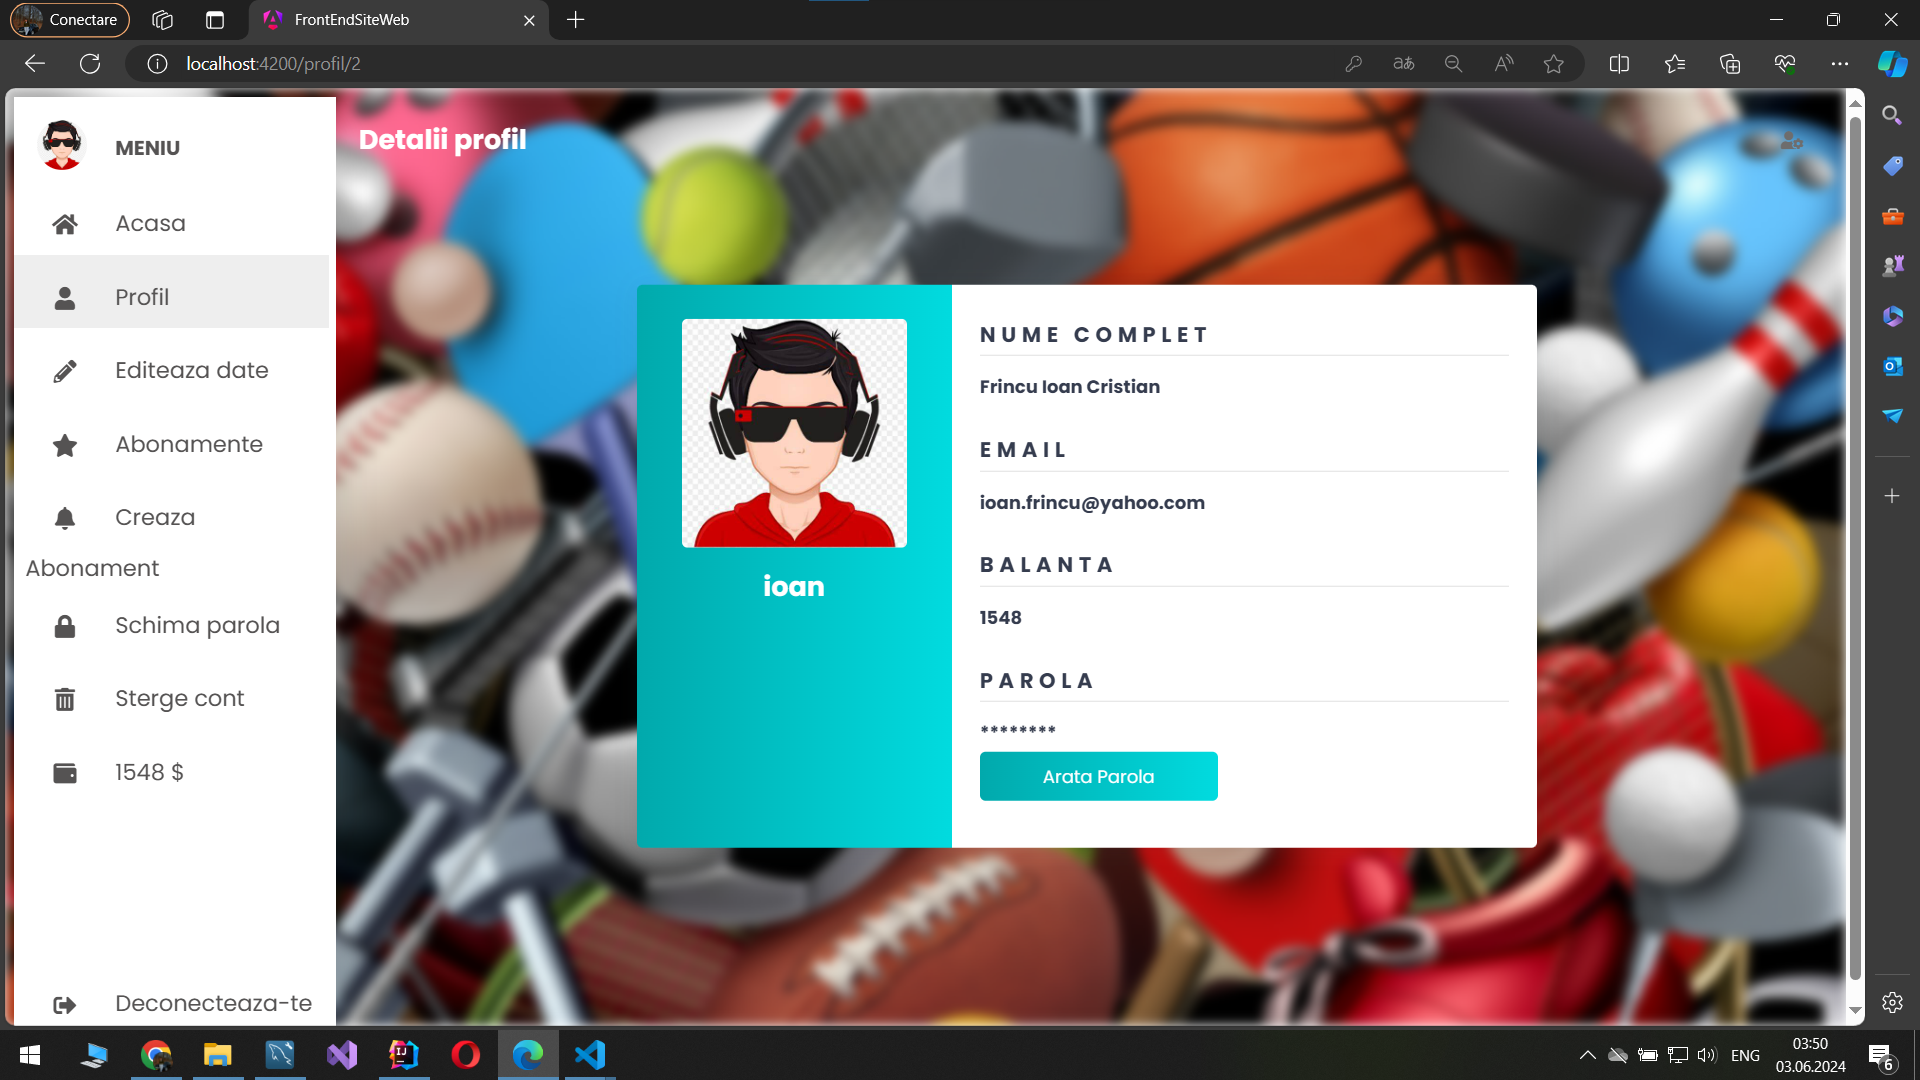 Conectare
FrontEndSiteWeb
localhost:4200/profil/2
MENIU
Acasa
Profil
Editeaza date
Abonamente
Creaza
Abonament
Schima parola
Sterge cont
1548 $
Deconecteaza-te
Detalii profil
ioan
NUME COMPLET
Frincu Ioan Cristian
EMAIL
ioan.frincu@yahoo.com
BALANTA
1548
PAROLA
********
Arata Parola
ENG
03:50
03.06.2024
6